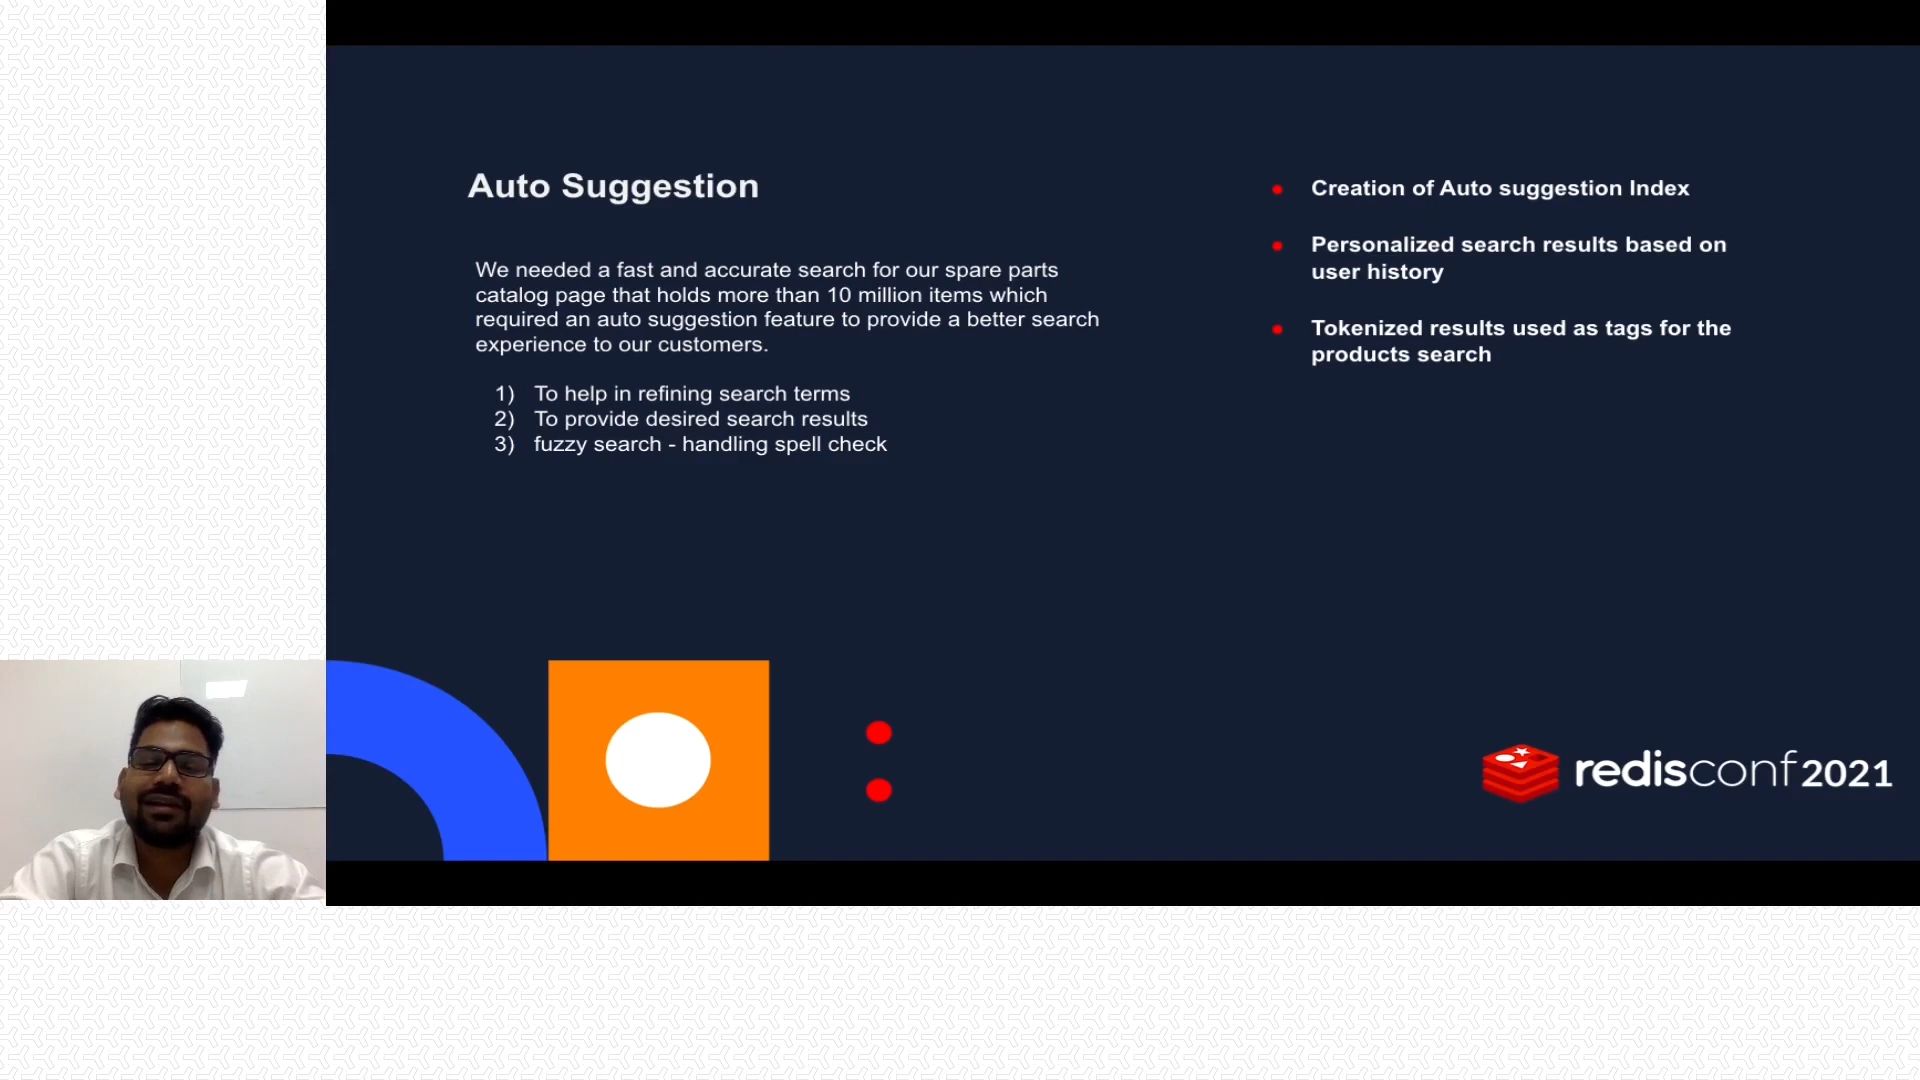 Auto Suggestion
We needed a fast and accurate search for our spare parts
catalog page that holds more than 10 million items which
required an auto suggestion feature to provide a better search
experience to our customers.
1) To help in refining search terms
2) To provide desired search results
3) fuzzy search - handling spell check
Creation of Auto suggestion Index
Personalized search results based on
user history
Tokenized results used as tags for the
products search
redisconf2021